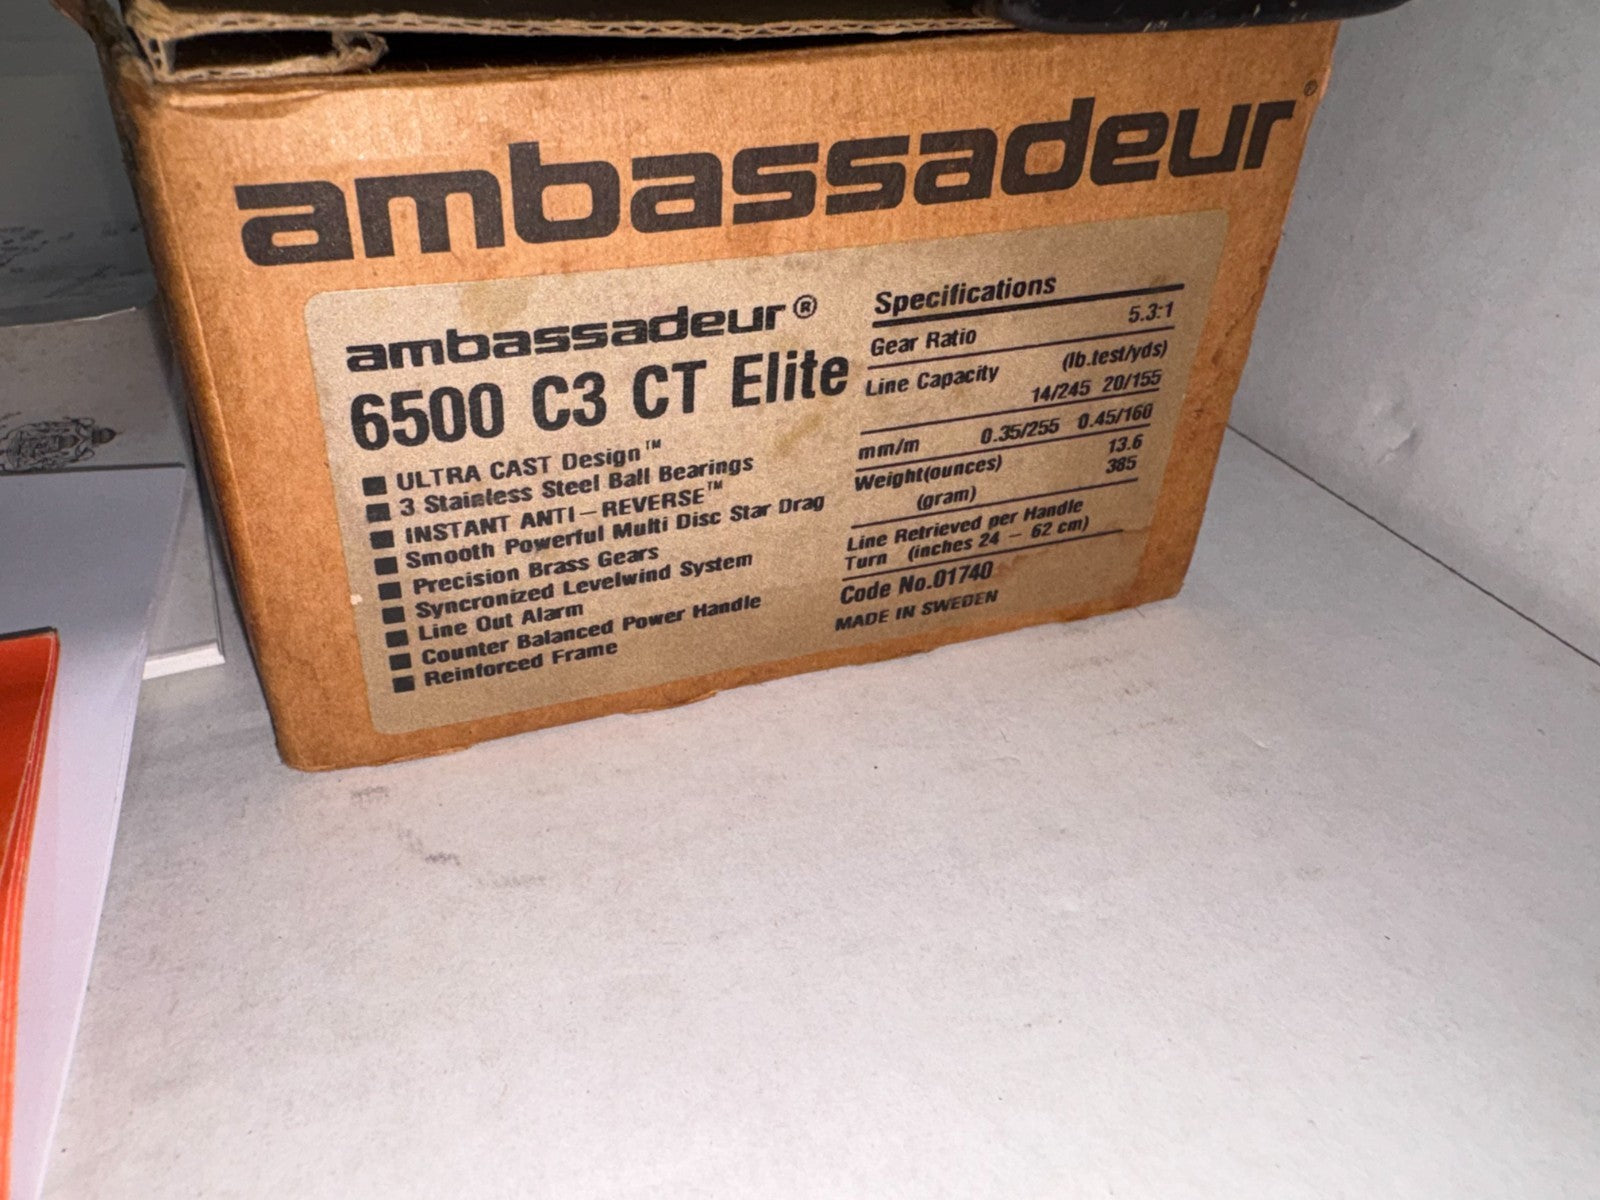 ambassadeur®
ambassadeur®
6500 C3 CT Elite
■ ULTRA CAST Design™
■ 3 Stainless Steel Ball Bearings
■ INSTANT ANTI-REVERSE™
■ Smooth Powerful Multi Disc Star Drag
■ Precision Brass Gears
■ Syncronized Levelwind System
■ Line Out Alarm
■ Counter Balanced Power Handle
■ Reinforced Frame
Specifications
Gear Ratio 5.3:1
Line Capacity (lb.test/yds)
14/245 20/155
mm/m 0.35/255 0.45/160
Weight(ounces) 13.6
(gram) 385
Line Retrieved per Handle
Turn (inches 24 - 62 cm)
Code No.01740
MADE IN SWEDEN